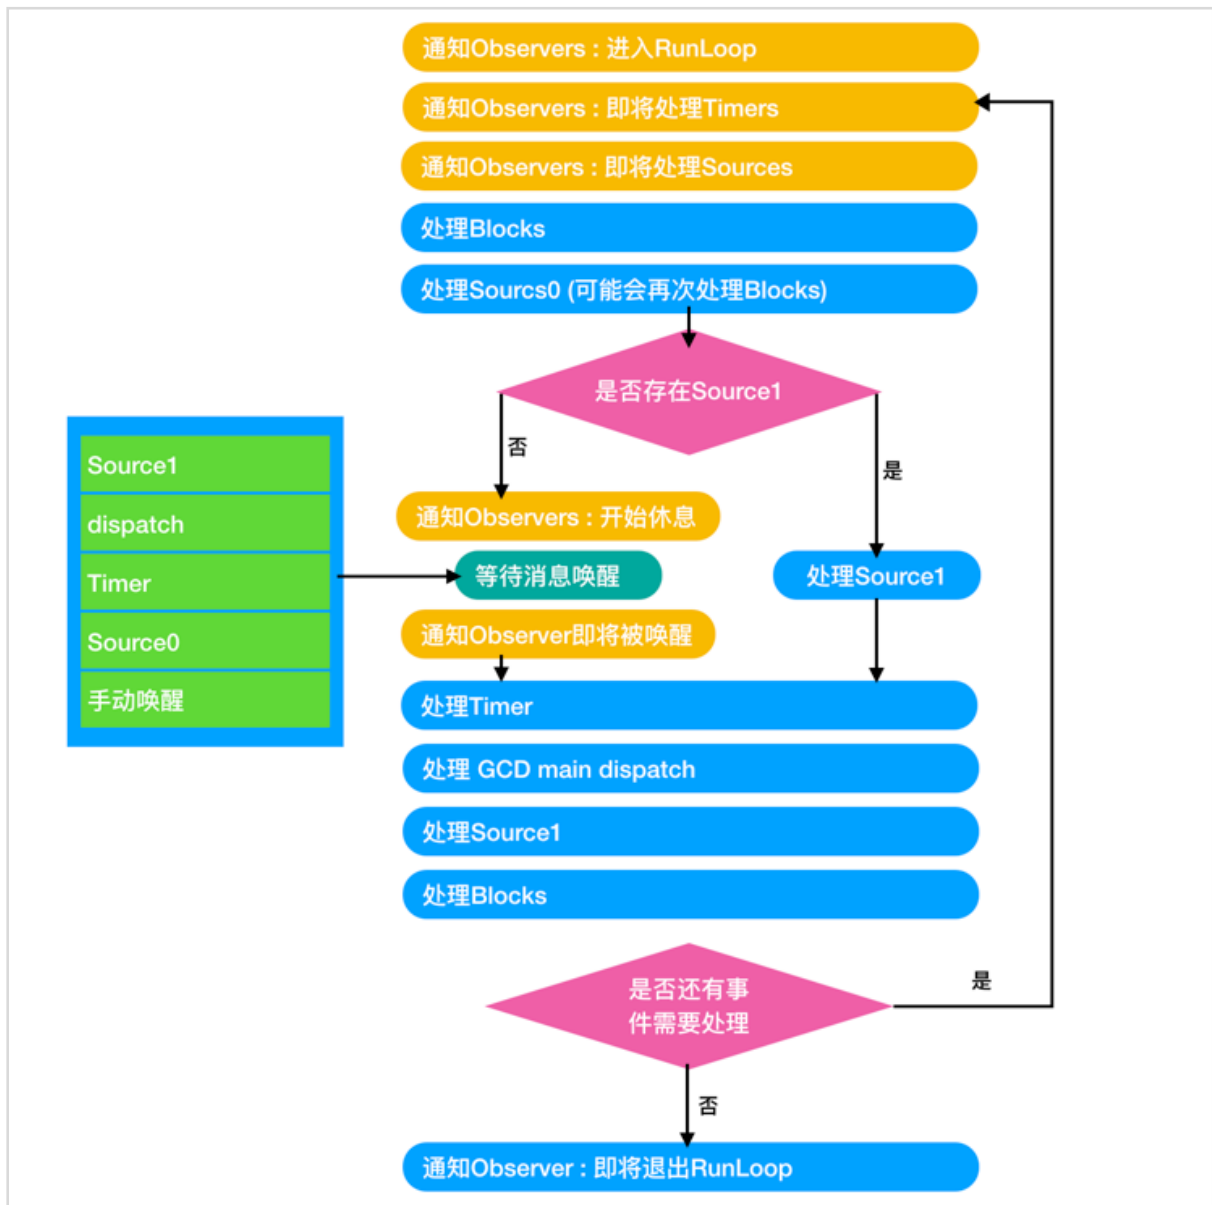 通知Observers : 进入RunLoop
通知Observers : 即将处理Timers
通知Observers : 即将处理Sources
处理Blocks
处理Sourcs0 (可能会再次处理Blocks)
是否存在Source1
否
是
Source1
dispatch
Timer
Source0
手动唤醒
通知Observers : 开始休息
等待消息唤醒
处理Source1
通知Observer即将被唤醒
处理Timer
处理 GCD main dispatch
处理Source1
处理Blocks
是否还有事
件需要处理
是
否
通知Observer : 即将退出RunLoop